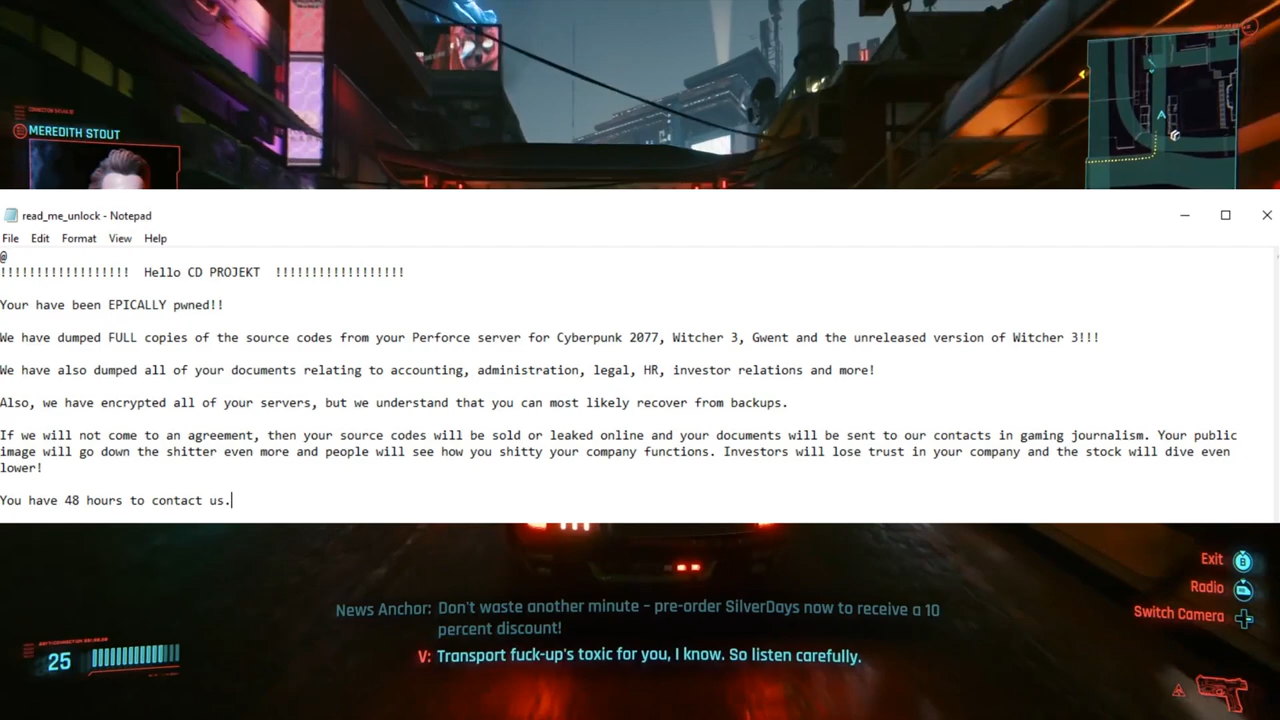 MEREDITH STOUT
read_me_unlock - Notepad
File Edit Format View Help
@
!!!!!!!!!!!!!!!!!! Hello CD PROJEKT !!!!!!!!!!!!!!!!!!
Your have been EPICALLY pwned!!
We have dumped FULL copies of the source codes from your Perforce server for Cyberpunk 2077, Witcher 3, Gwent and the unreleased version of Witcher 3!!!
We have also dumped all of your documents relating to accounting, administration, legal, HR, investor relations and more!
Also, we have encrypted all of your servers, but we understand that you can most likely recover from backups.
If we will not come to an agreement, then your source codes will be sold or leaked online and your documents will be sent to our contacts in gaming journalism. Your public
image will go down the shitter even more and people will see how you shitty your company functions. Investors will lose trust in your company and the stock will dive even
lower!
You have 48 hours to contact us.
Exit B
Radio
Switch Camera
News Anchor: Don't waste another minute – pre-order SilverDays now to receive a 10
percent discount!
V: Transport fuck-up's toxic for you, I know. So listen carefully.
25